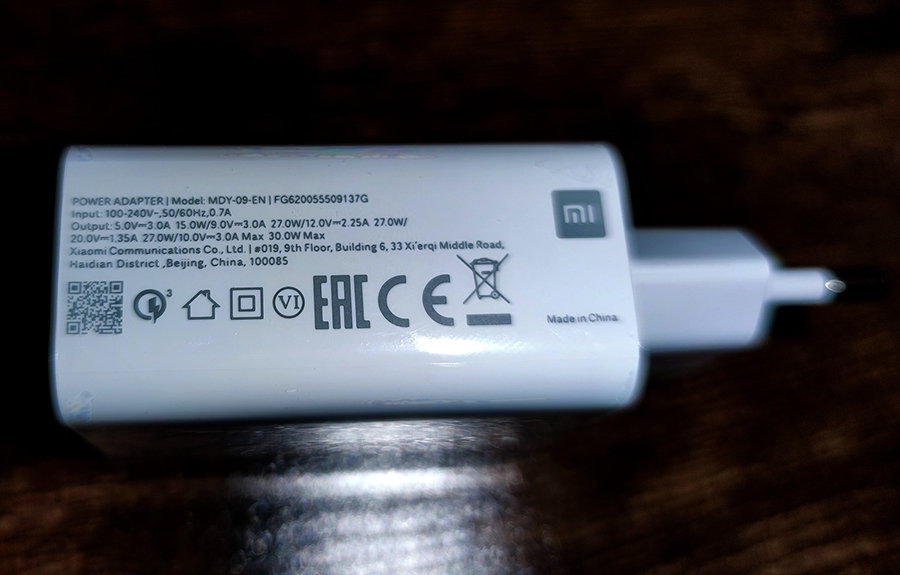 POWER ADAPTER | Model: MDY-09-EN | FG620055509137G
Input: 100-240V~,50/60Hz,0.7A
Output: 5.0V⎓3.0A 15.0W/9.0V⎓3.0A 27.0W/12.0V⎓2.25A 27.0W/
20.0V⎓1.35A 27.0W/10.0V⎓3.0A Max 30.0W Max
Xiaomi Communications Co., Ltd. | #019, 9th Floor, Building 6, 33 Xi'erqi Middle Road,
Haidian District ,Beijing, China, 100085
mi
3 VI EAC CE
Made in China